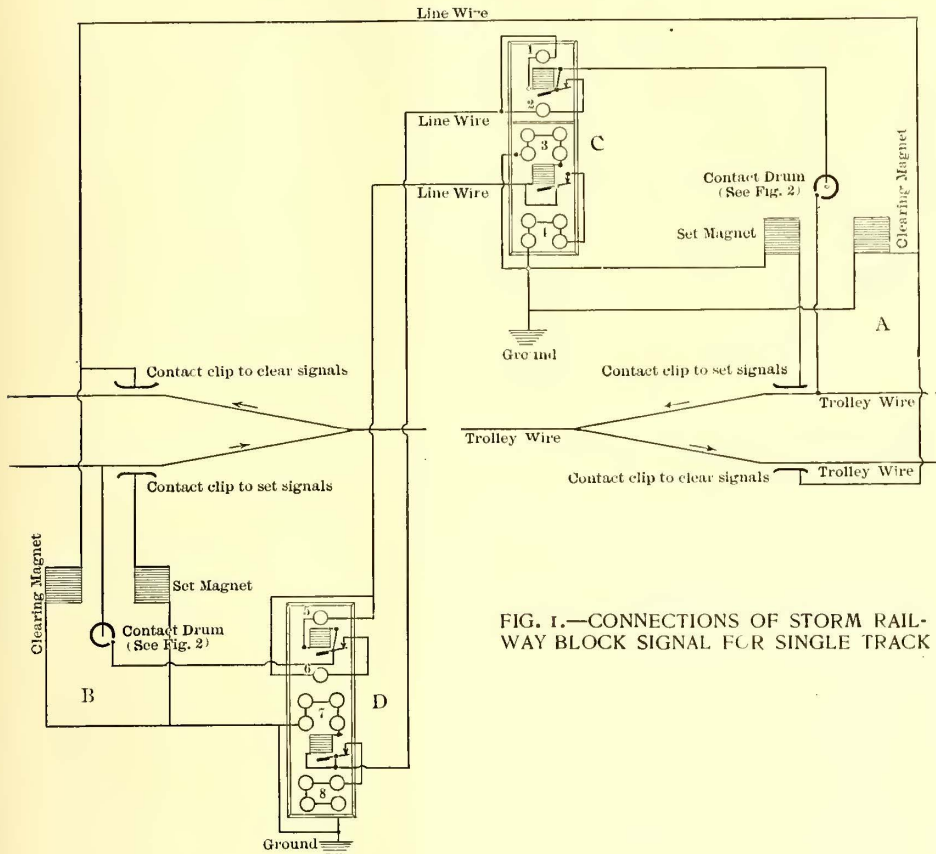 Line Wire
1
2
Line Wire
3
C
Line Wire
4
Contact Drum
(See Fig. 2)
Clearing Magnet
Set Magnet
A
Ground
Contact clip to clear signals
Contact clip to set signals
Trolley Wire
Trolley Wire
Contact clip to set signals
Contact clip to clear signals
Trolley Wire
Clearing Magnet
Set Magnet
Contact Drum
(See Fig. 2)
B
5
6
D
7
8
Ground
FIG. 1.—CONNECTIONS OF STORM RAIL-
WAY BLOCK SIGNAL FOR SINGLE TRACK